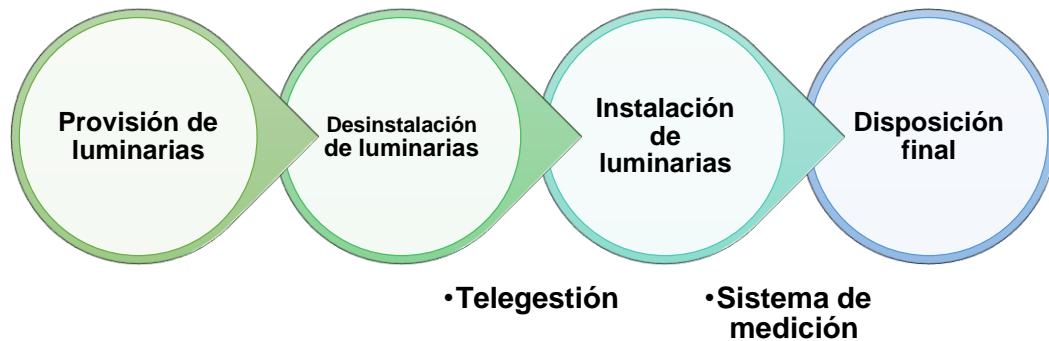 Provisión de
luminarias
Desinstalación
de luminarias
Instalación
de
luminarias
Disposición
final
•Telegestión
•Sistema de
medición